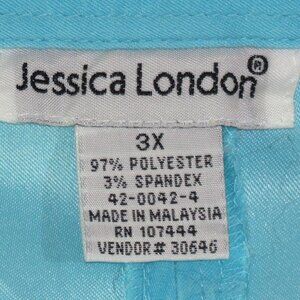 Jessica London®
3X
97% POLYESTER
3% SPANDEX
42-0042-4
MADE IN MALAYSIA
RN 107444
VENDOR# 30646